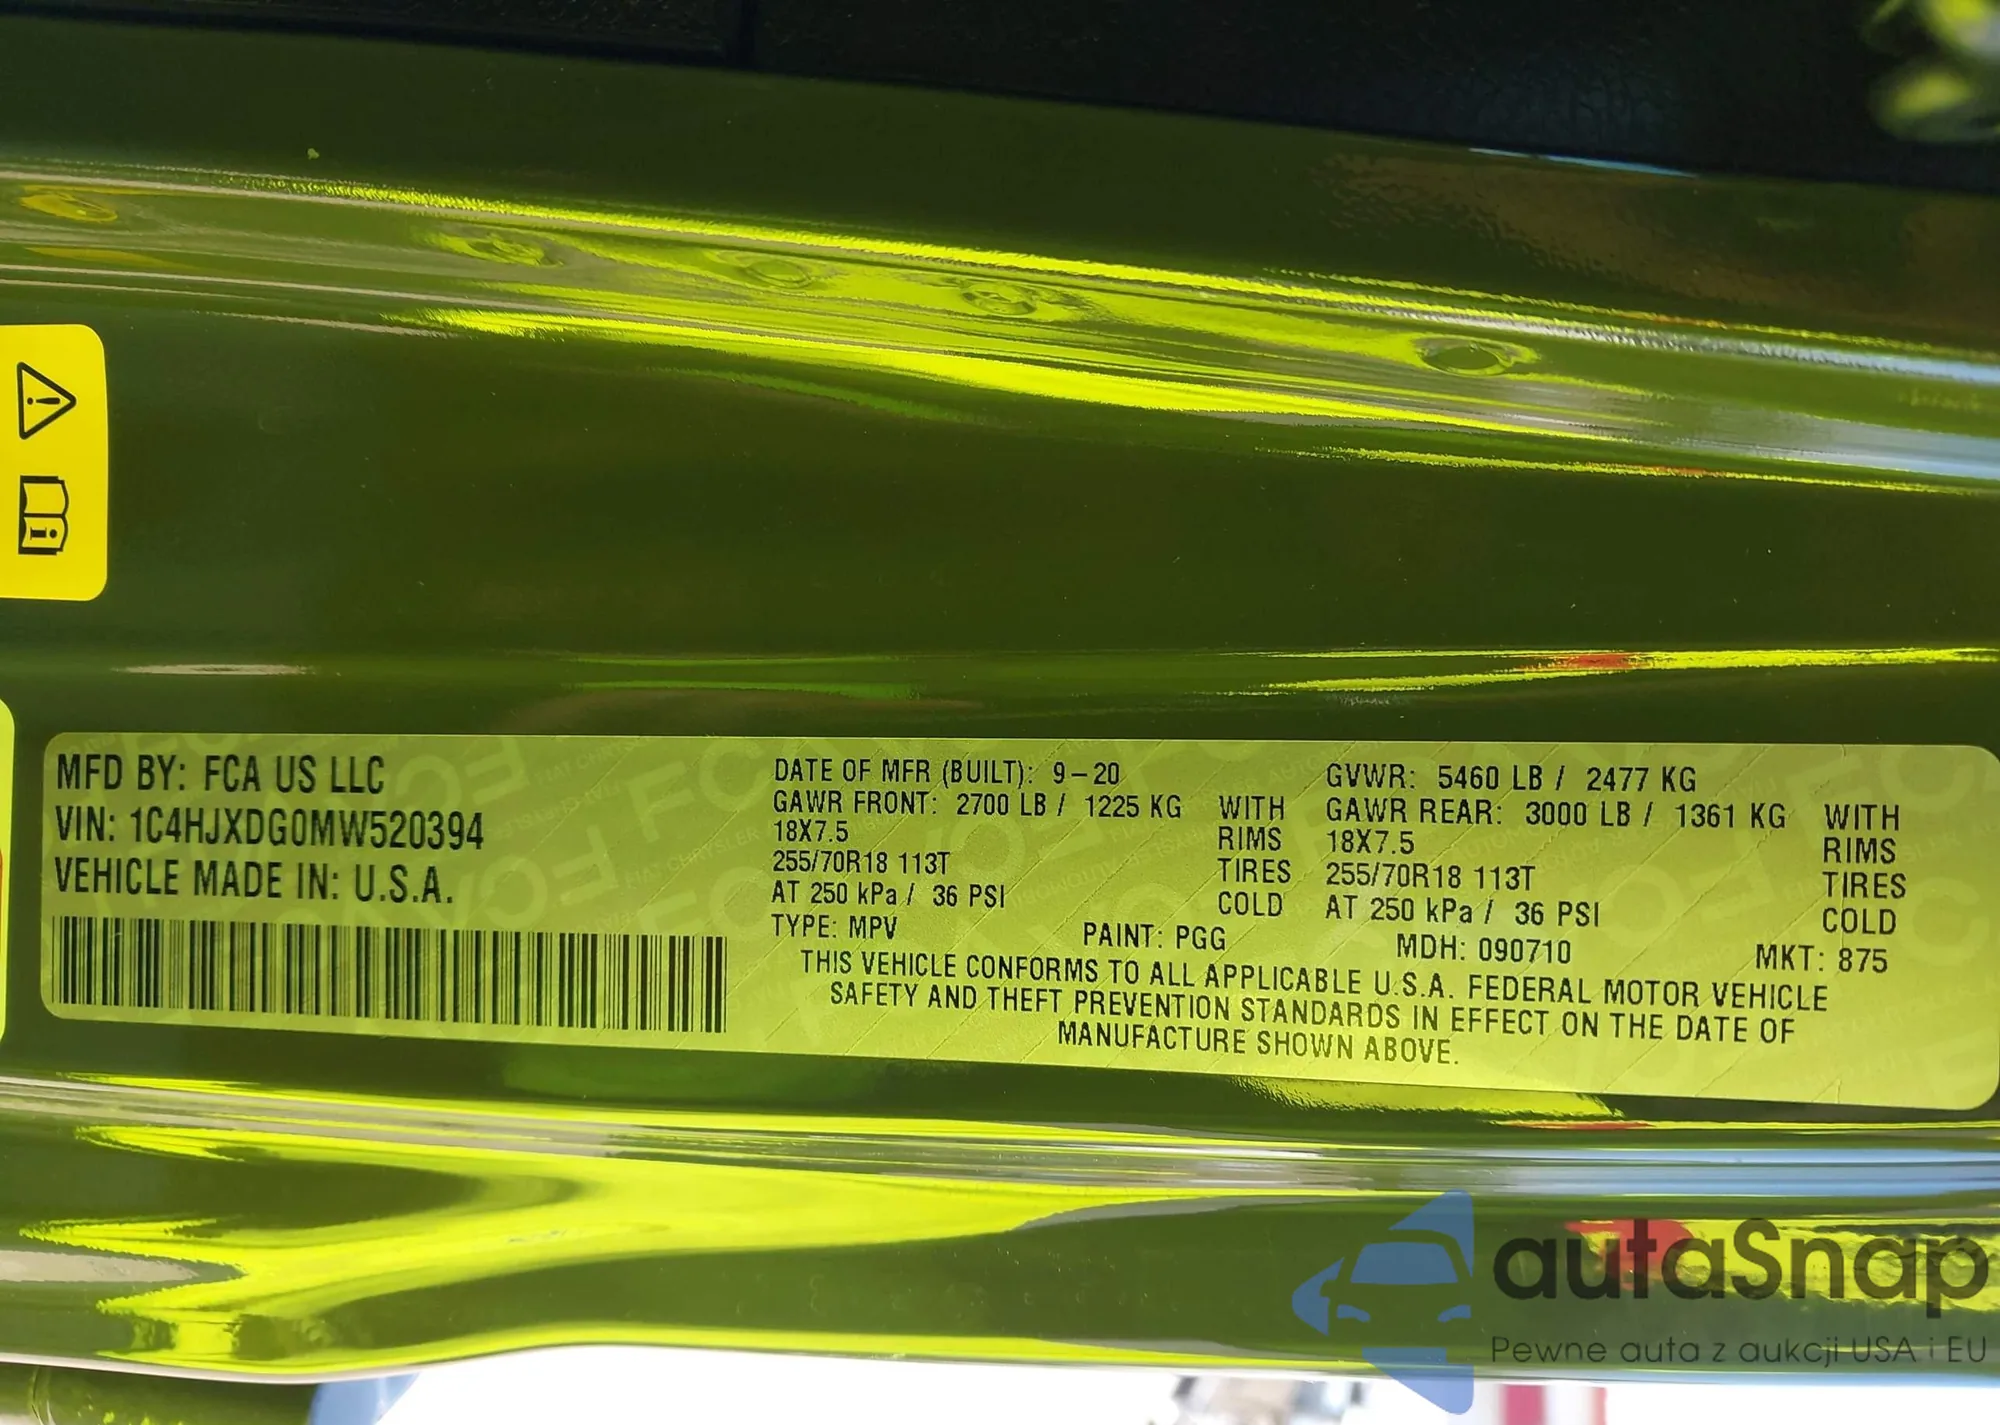 MFD BY: FCA US LLC
VIN: 1C4HJXDG0MW520394
VEHICLE MADE IN: U.S.A.
DATE OF MFR (BUILT): 9-20
GVWR: 5460 LB / 2477 KG
GAWR FRONT: 2700 LB / 1225 KG WITH
18X7.5 RIMS
255/70R18 113T TIRES
AT 250 kPa / 36 PSI COLD
GAWR REAR: 3000 LB / 1361 KG WITH
18X7.5 RIMS
255/70R18 113T TIRES
AT 250 kPa / 36 PSI COLD
TYPE: MPV PAINT: PGG MDH: 090710 MKT: 875
THIS VEHICLE CONFORMS TO ALL APPLICABLE U.S.A. FEDERAL MOTOR VEHICLE
SAFETY AND THEFT PREVENTION STANDARDS IN EFFECT ON THE DATE OF
MANUFACTURE SHOWN ABOVE.
autaSnap
Pewne auta z aukcji USA i EU